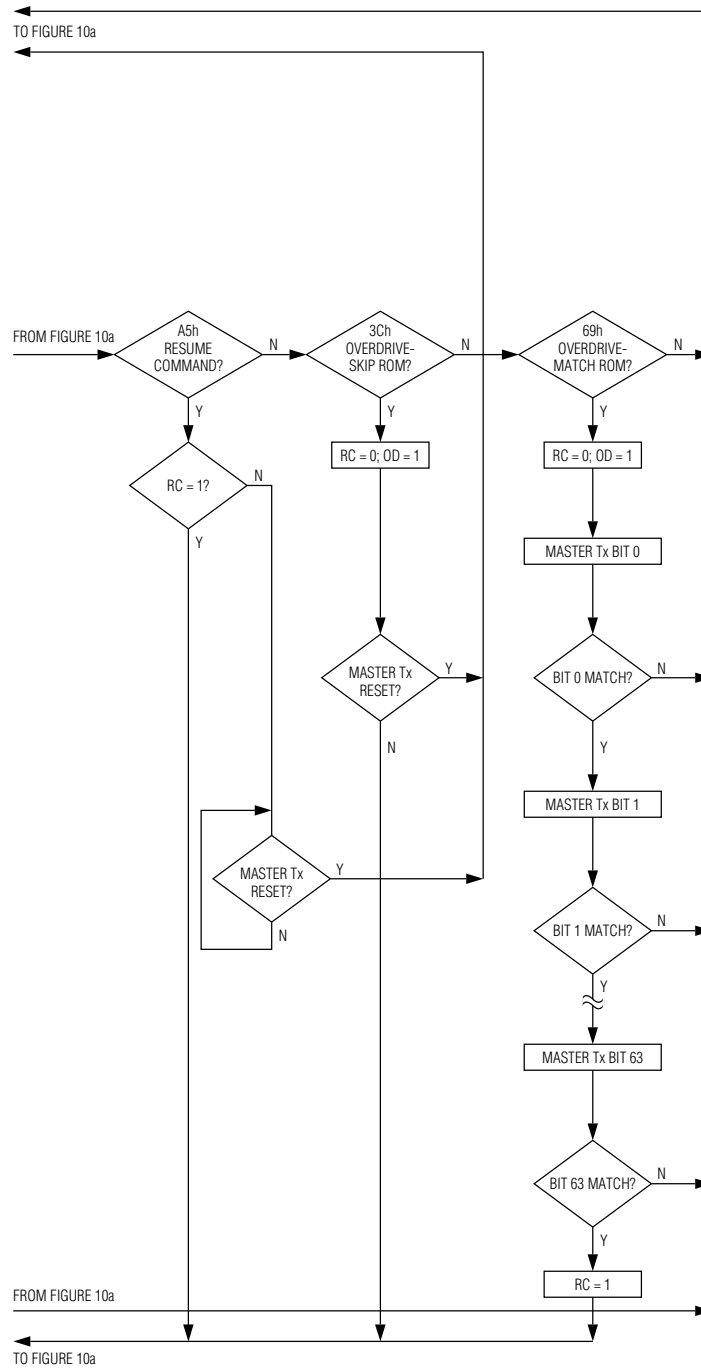 TO FIGURE 10a
FROM FIGURE 10a
A5h
RESUME
COMMAND?
N
Y
3Ch
OVERDRIVE-
SKIP ROM?
N
Y
69h
OVERDRIVE-
MATCH ROM?
N
Y
RC = 1?
N
Y
RC = 0; OD = 1
RC = 0; OD = 1
MASTER Tx BIT 0
MASTER Tx
RESET?
Y
N
BIT 0 MATCH?
N
Y
MASTER Tx BIT 1
MASTER Tx
RESET?
Y
N
BIT 1 MATCH?
N
Y
MASTER Tx BIT 63
BIT 63 MATCH?
N
Y
RC = 1
FROM FIGURE 10a
TO FIGURE 10a